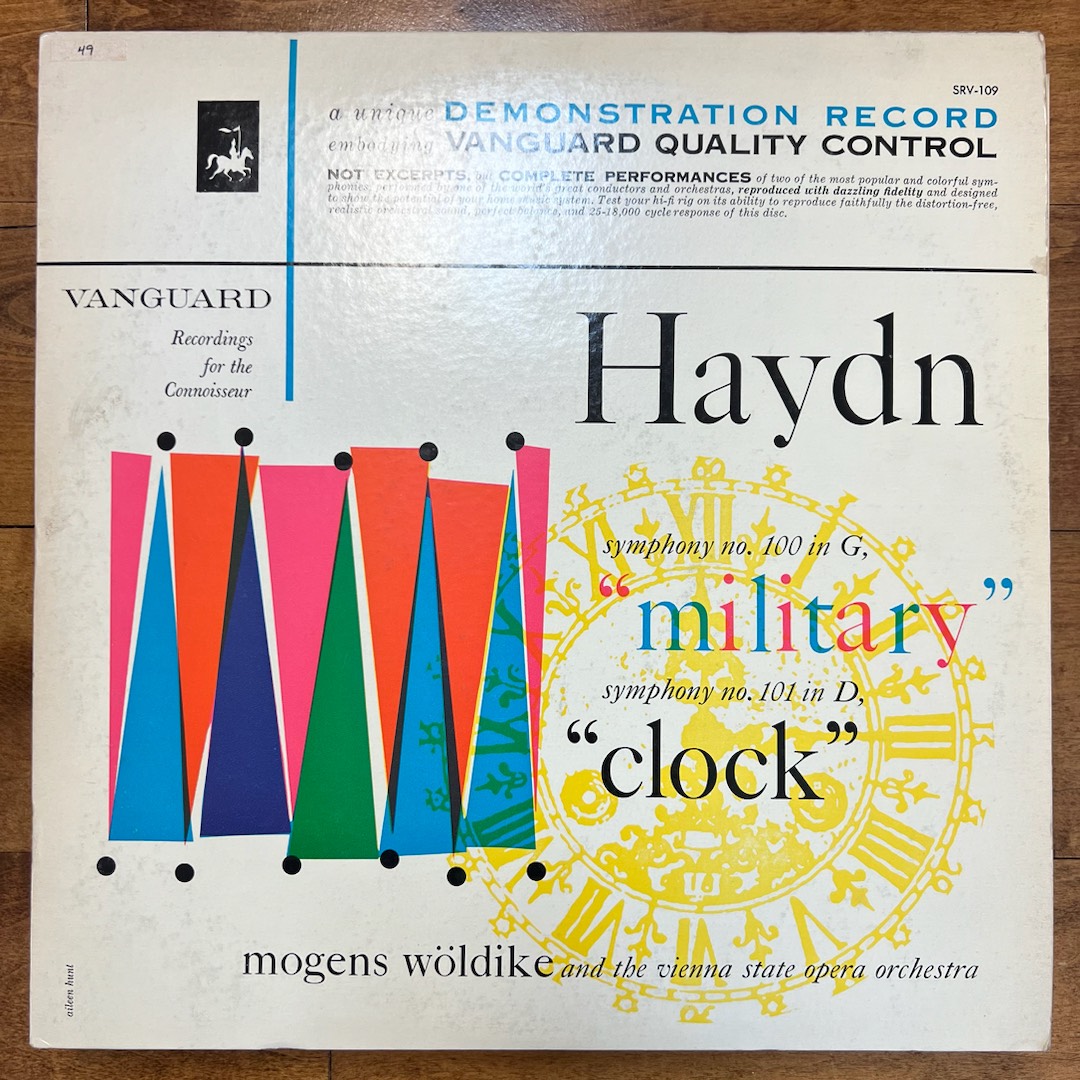 49
SRV-109
a unique DEMONSTRATION RECORD
embodying VANGUARD QUALITY CONTROL
NOT EXCERPTS, but COMPLETE PERFORMANCES of two of the most popular and colorful sym-
phonies, performed by one of the world's great conductors and orchestras, reproduced with dazzling fidelity and designed
to show the potential of your home music system. Test your hi-fi rig on its ability to reproduce faithfully the distortion-free,
realistic orchestral sound, perfect balance, and 25-18,000 cycle response of this disc.
VANGUARD
Recordings
for the
Connoisseur
Haydn
symphony no. 100 in G,
“military”
symphony no. 101 in D,
“clock”
mogens wöldike and the vienna state opera orchestra
aileen hunt
XII
XI
I
III
IIII
V